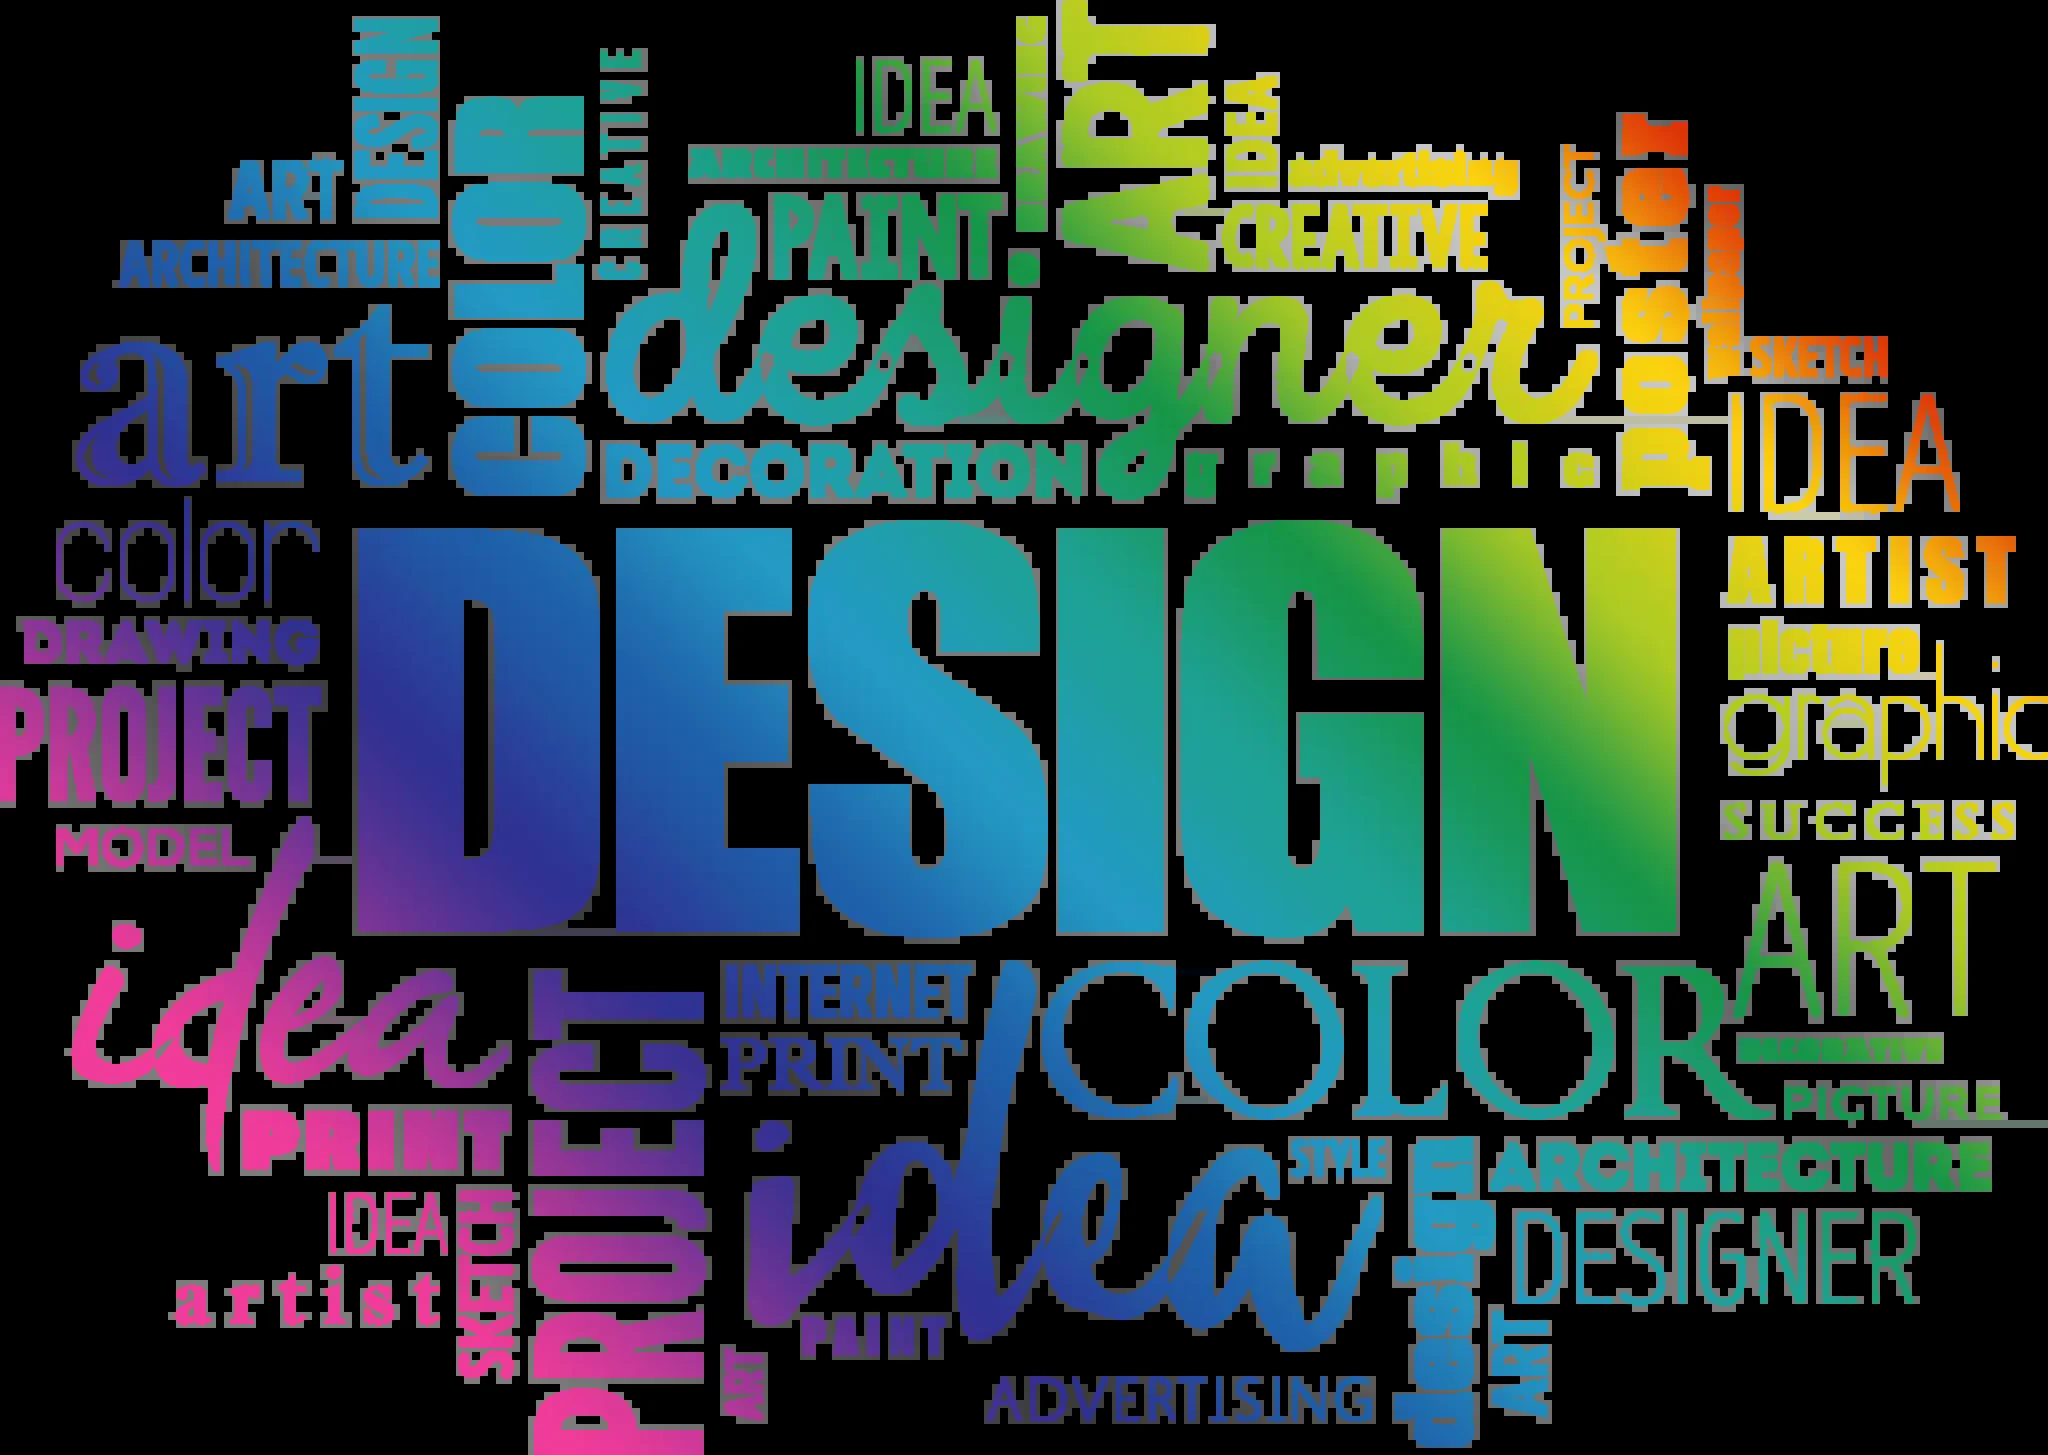 DESIGN
ART
ARCHITECTURE
art
COLOR
CREATIVE
IDEA
ARCHITECTURE
PAINT
ART
IDEA
advertising
CREATIVE
designer
DECORATION
graphic
PROJECT
poster
SKETCH
IDEA
color
DRAWING
PROJECT
MODEL
DESIGN
ARTIST
picture
graphic
SUCCESS
ART
idea
PRINT
IDEA
artist
SKETCH
PROJECT
INTERNET
PRINT
COLOR
DECORATIVE
PICTURE
idea
STYLE
design
ARCHITECTURE
DESIGNER
ART
PAINT
ART
ADVERTISING